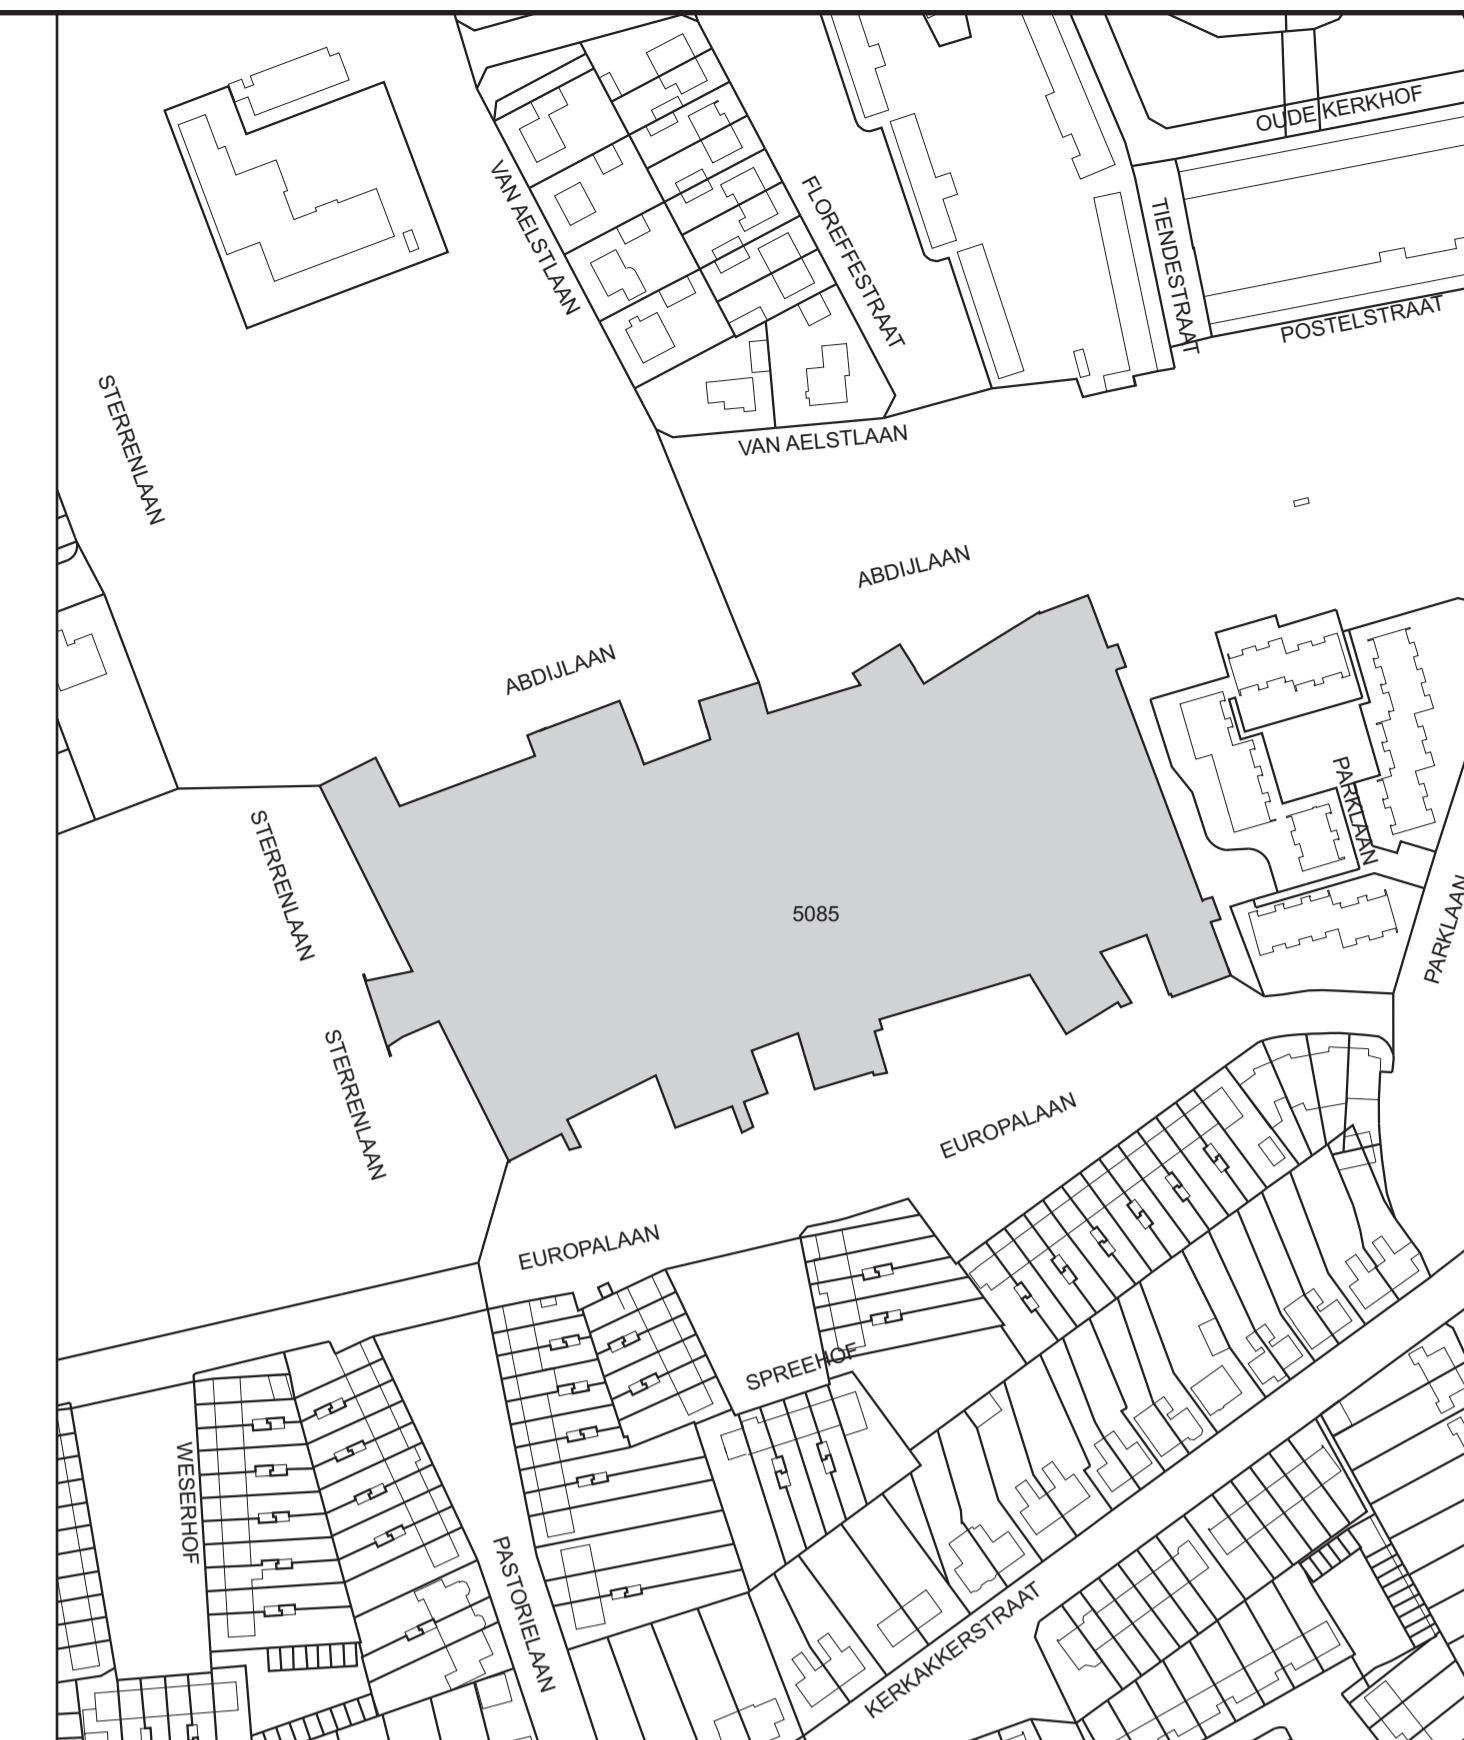 OUDE KERKHOF
VAN AELSTLAAN
FLOREFFESTRAAT
TIENDESTRAAT
POSTELSTRAAT
STERRENLAAN
VAN AELSTLAAN
ABDIJLAAN
ABDIJLAAN
PARKLAAN
STERRENLAAN
5085
PARKLAAN
STERRENLAAN
EUROPALAAN
EUROPALAAN
SPREEHOF
WESERHOF
PASTORIELAAN
KERKAKKERSTRAAT